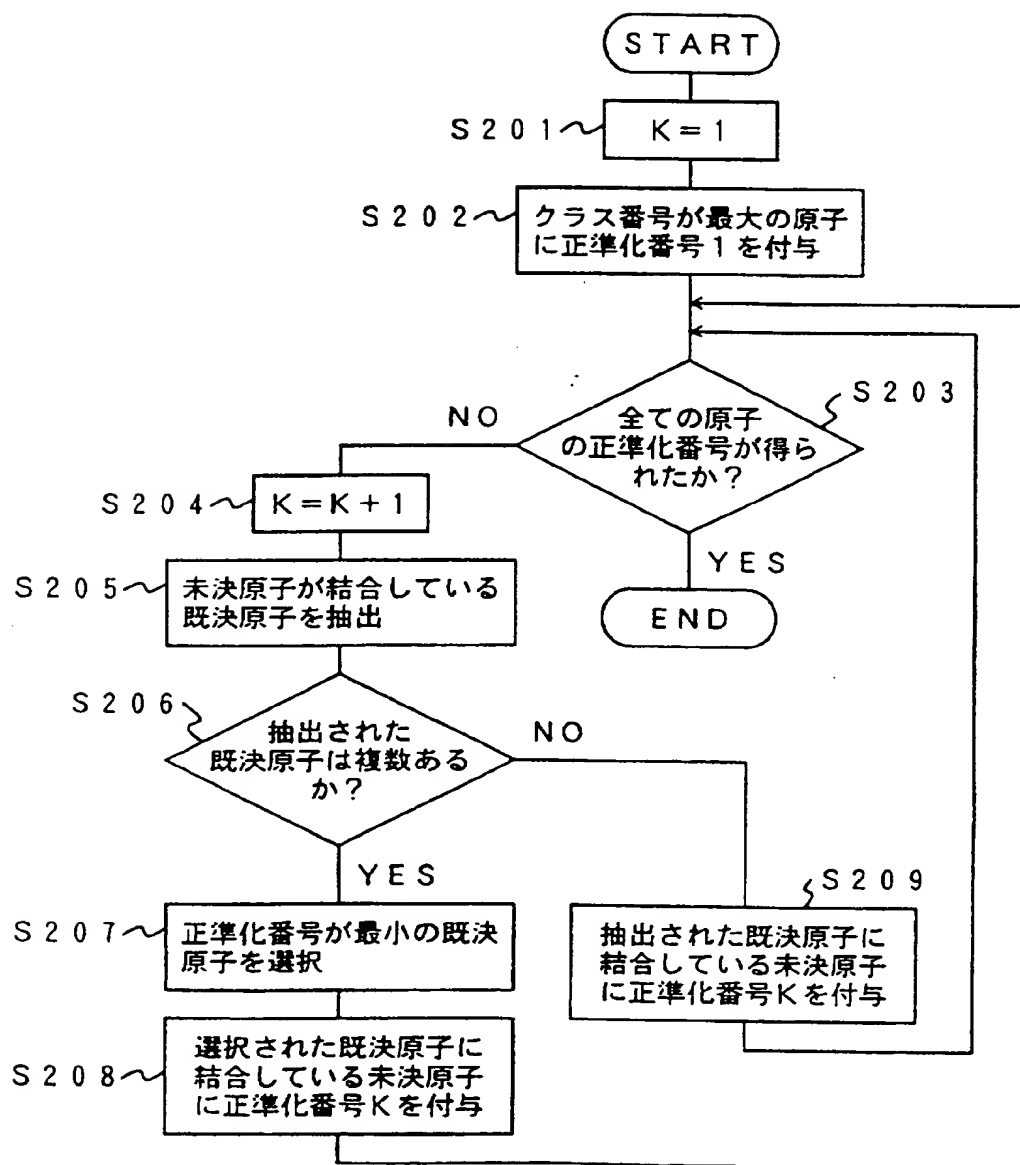 START
S201
K=1
S202
クラス番号が最大の原子
に正準化番号1を付与
S203
全ての原子
の正準化番号が得ら
れたか?
NO
YES
END
S204
K=K+1
S205
未決原子が結合している
既決原子を抽出
S206
抽出された
既決原子は複数ある
か?
NO
YES
S207
正準化番号が最小の既決
原子を選択
S208
選択された既決原子に
結合している未決原子
に正準化番号Kを付与
S209
抽出された既決原子に
結合している未決原子
に正準化番号Kを付与